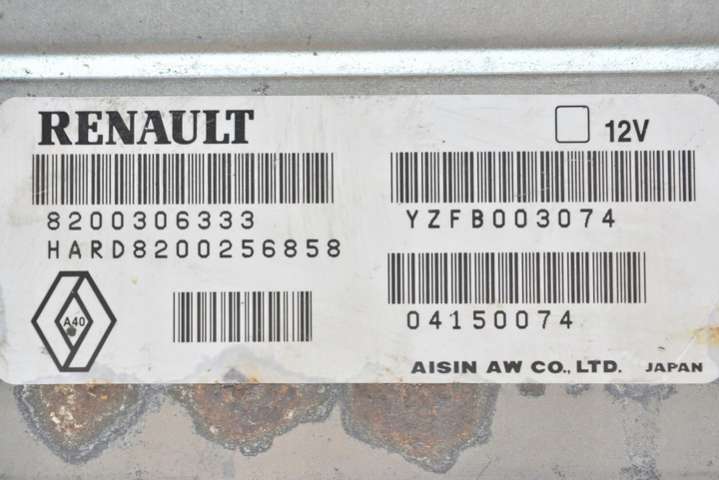 RENAULT
12V
8200306333
HARD8200256858
YZFB003074
A40
04150074
AISIN AW CO., LTD. JAPAN